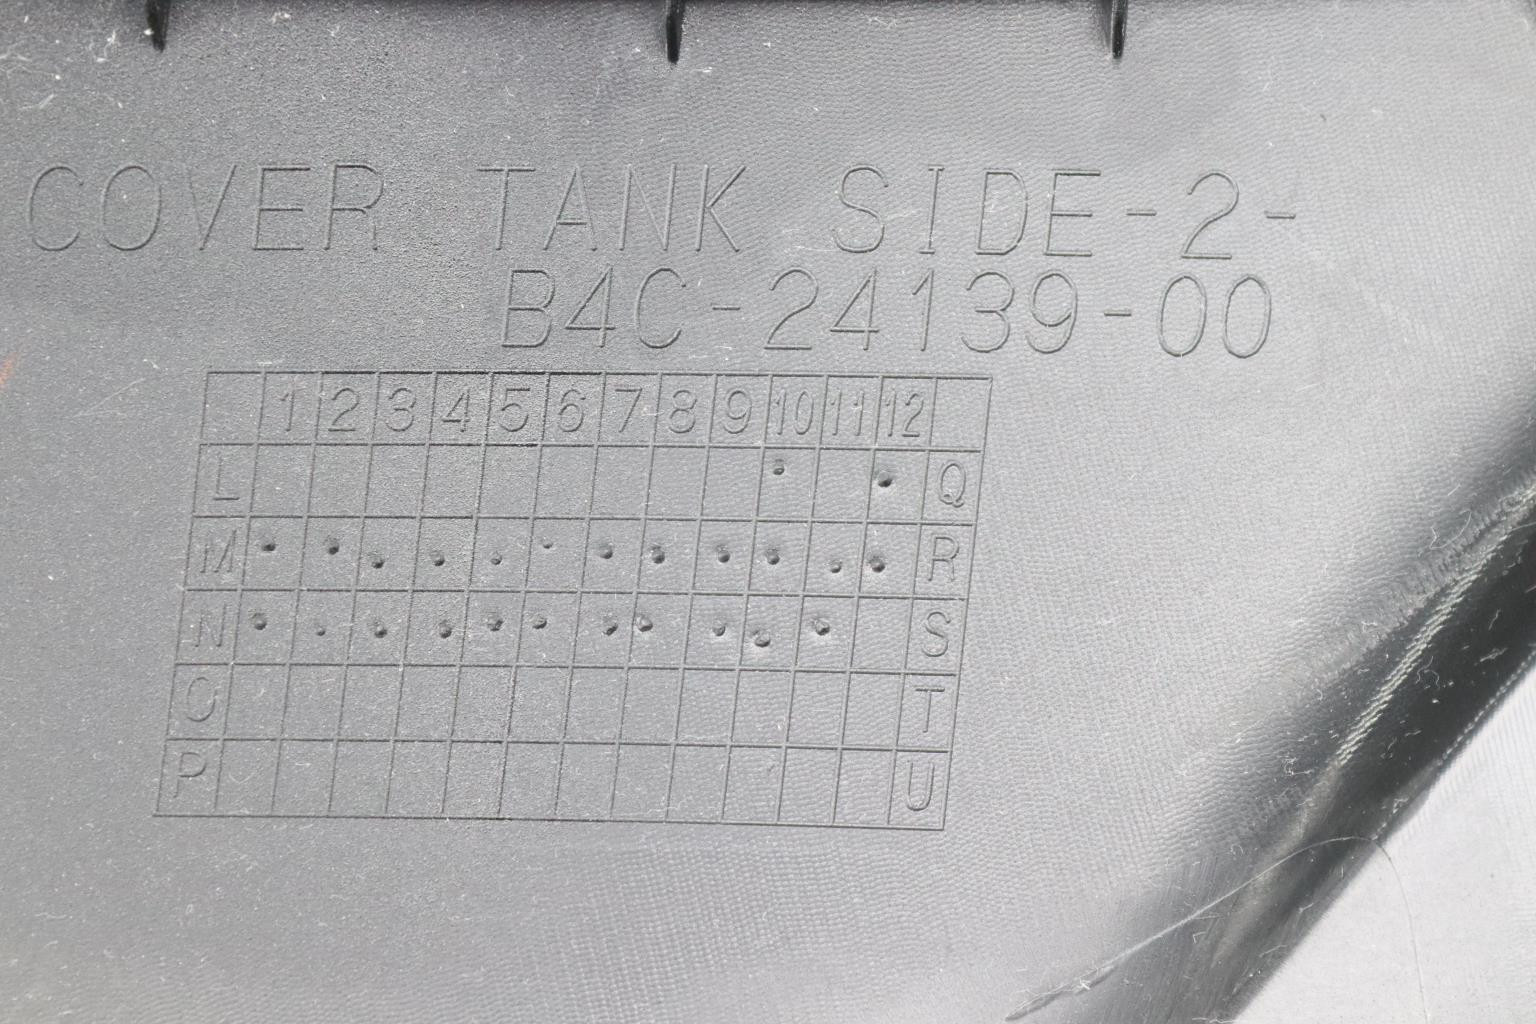 COVER TANK SIDE-2-
B4C-24139-00
1 2 3 4 5 6 7 8 9 10 11 12
L Q
M R
N S
O T
P U